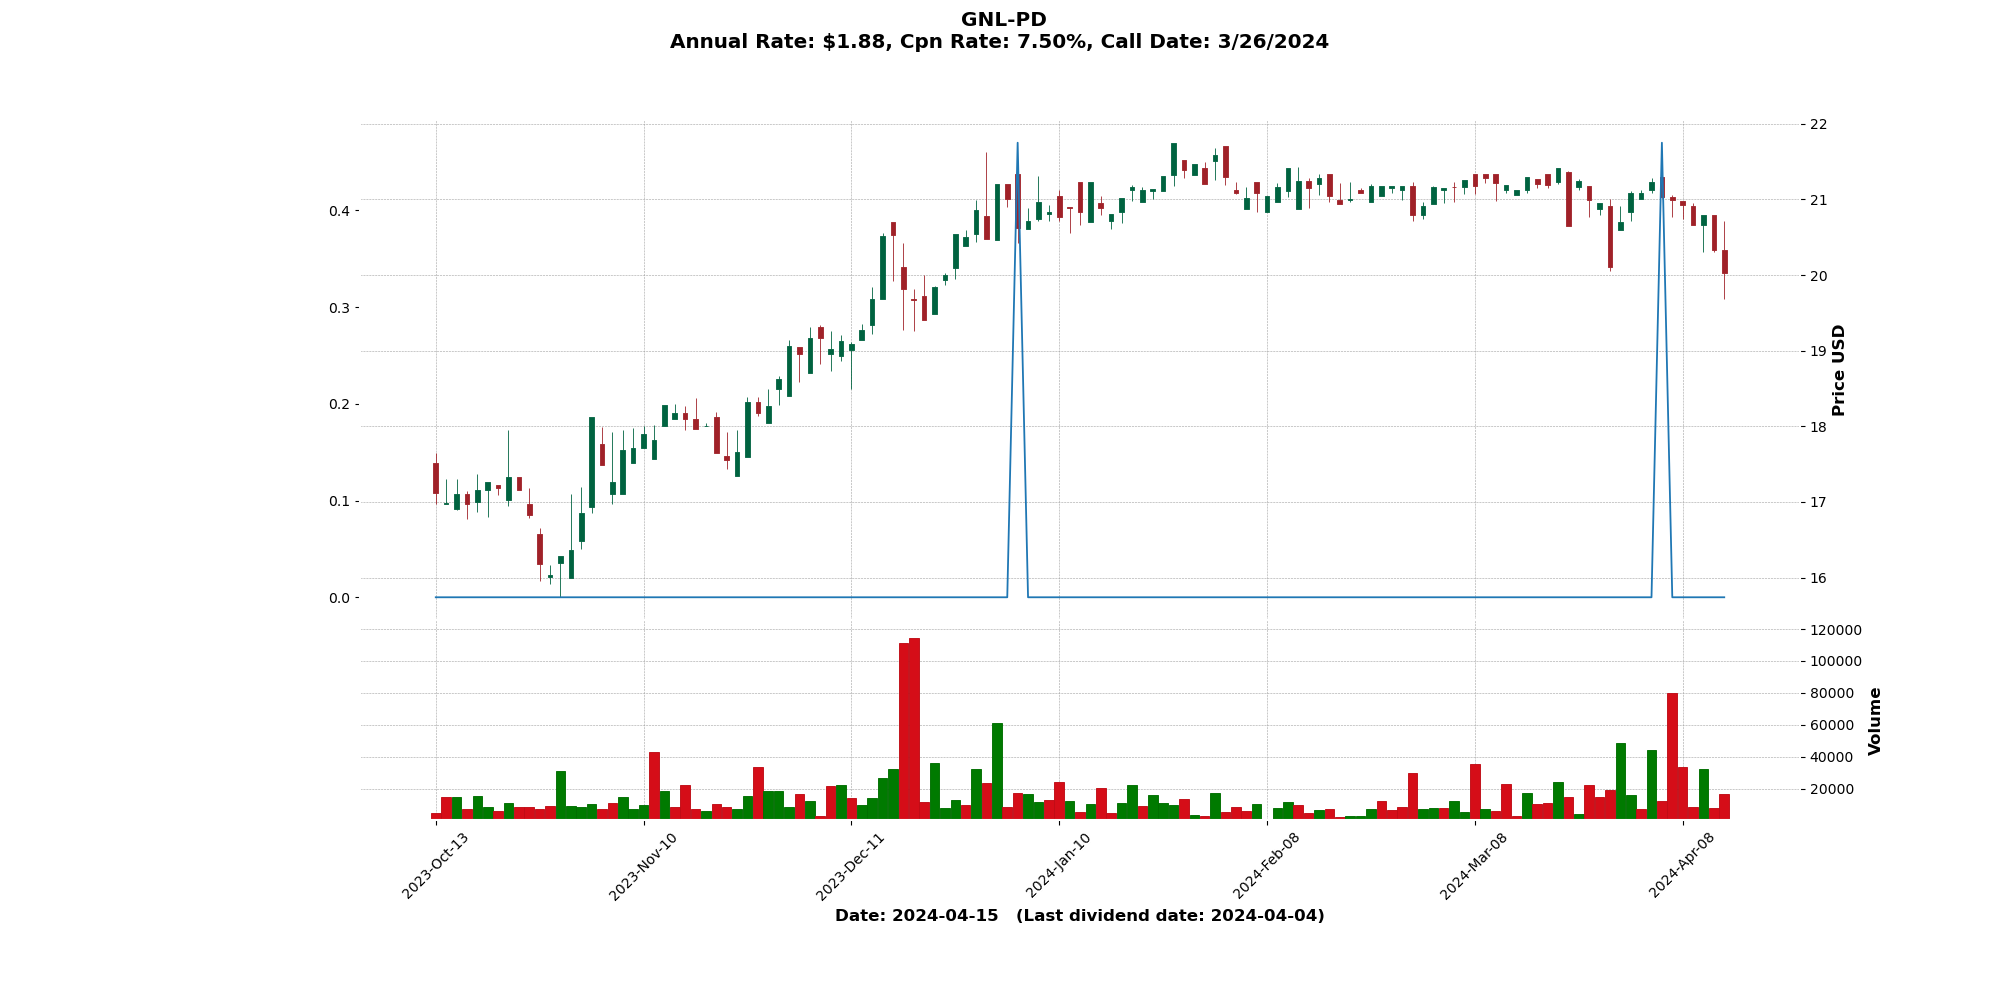 GNL-PD
Annual Rate: $1.88, Cpn Rate: 7.50%, Call Date: 3/26/2024
0.4
0.3
0.2
0.1
0.0
22
21
20
19
18
17
16
Price USD
120000
100000
80000
60000
40000
20000
Volume
2023-Oct-13
2023-Nov-10
2023-Dec-11
2024-Jan-10
2024-Feb-08
2024-Mar-08
2024-Apr-08
Date: 2024-04-15 (Last dividend date: 2024-04-04)